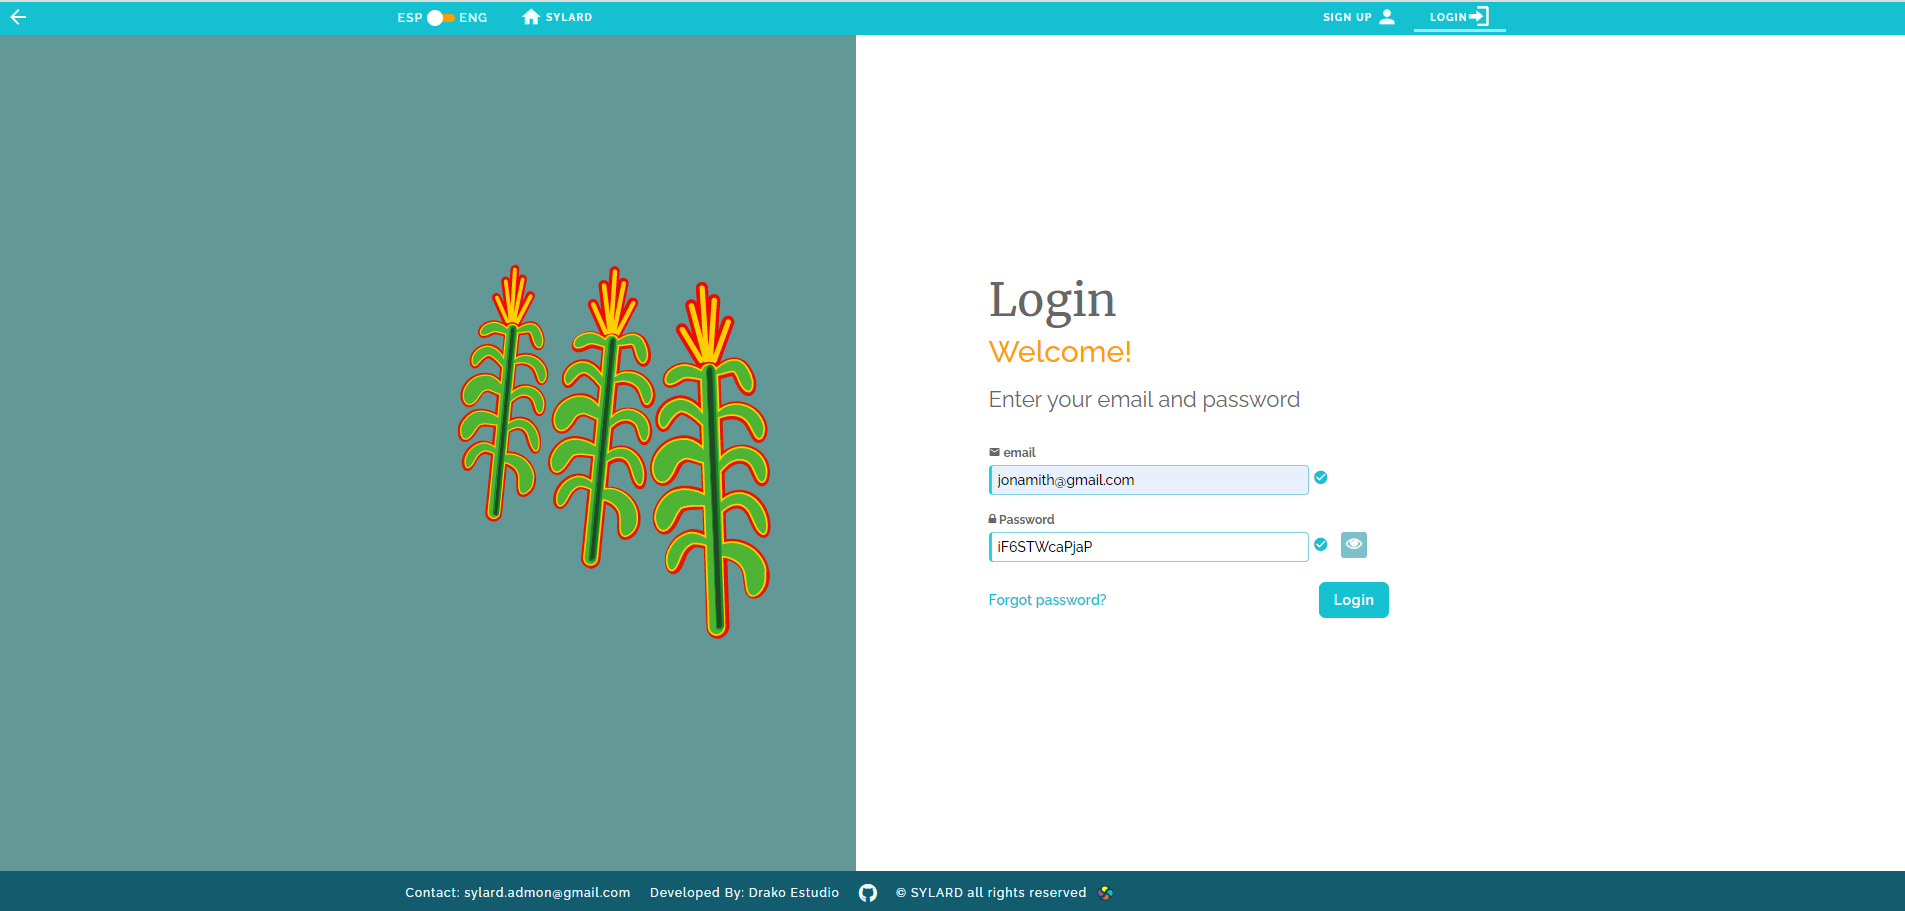 ESP ENG SYLARD SIGN UP LOGIN
Login
Welcome!
Enter your email and password
email
jonamith@gmail.com
Password
iF6STWcaPjaP
Forgot password? Login
Contact: sylard.admon@gmail.com Developed By: Drako Estudio © SYLARD all rights reserved